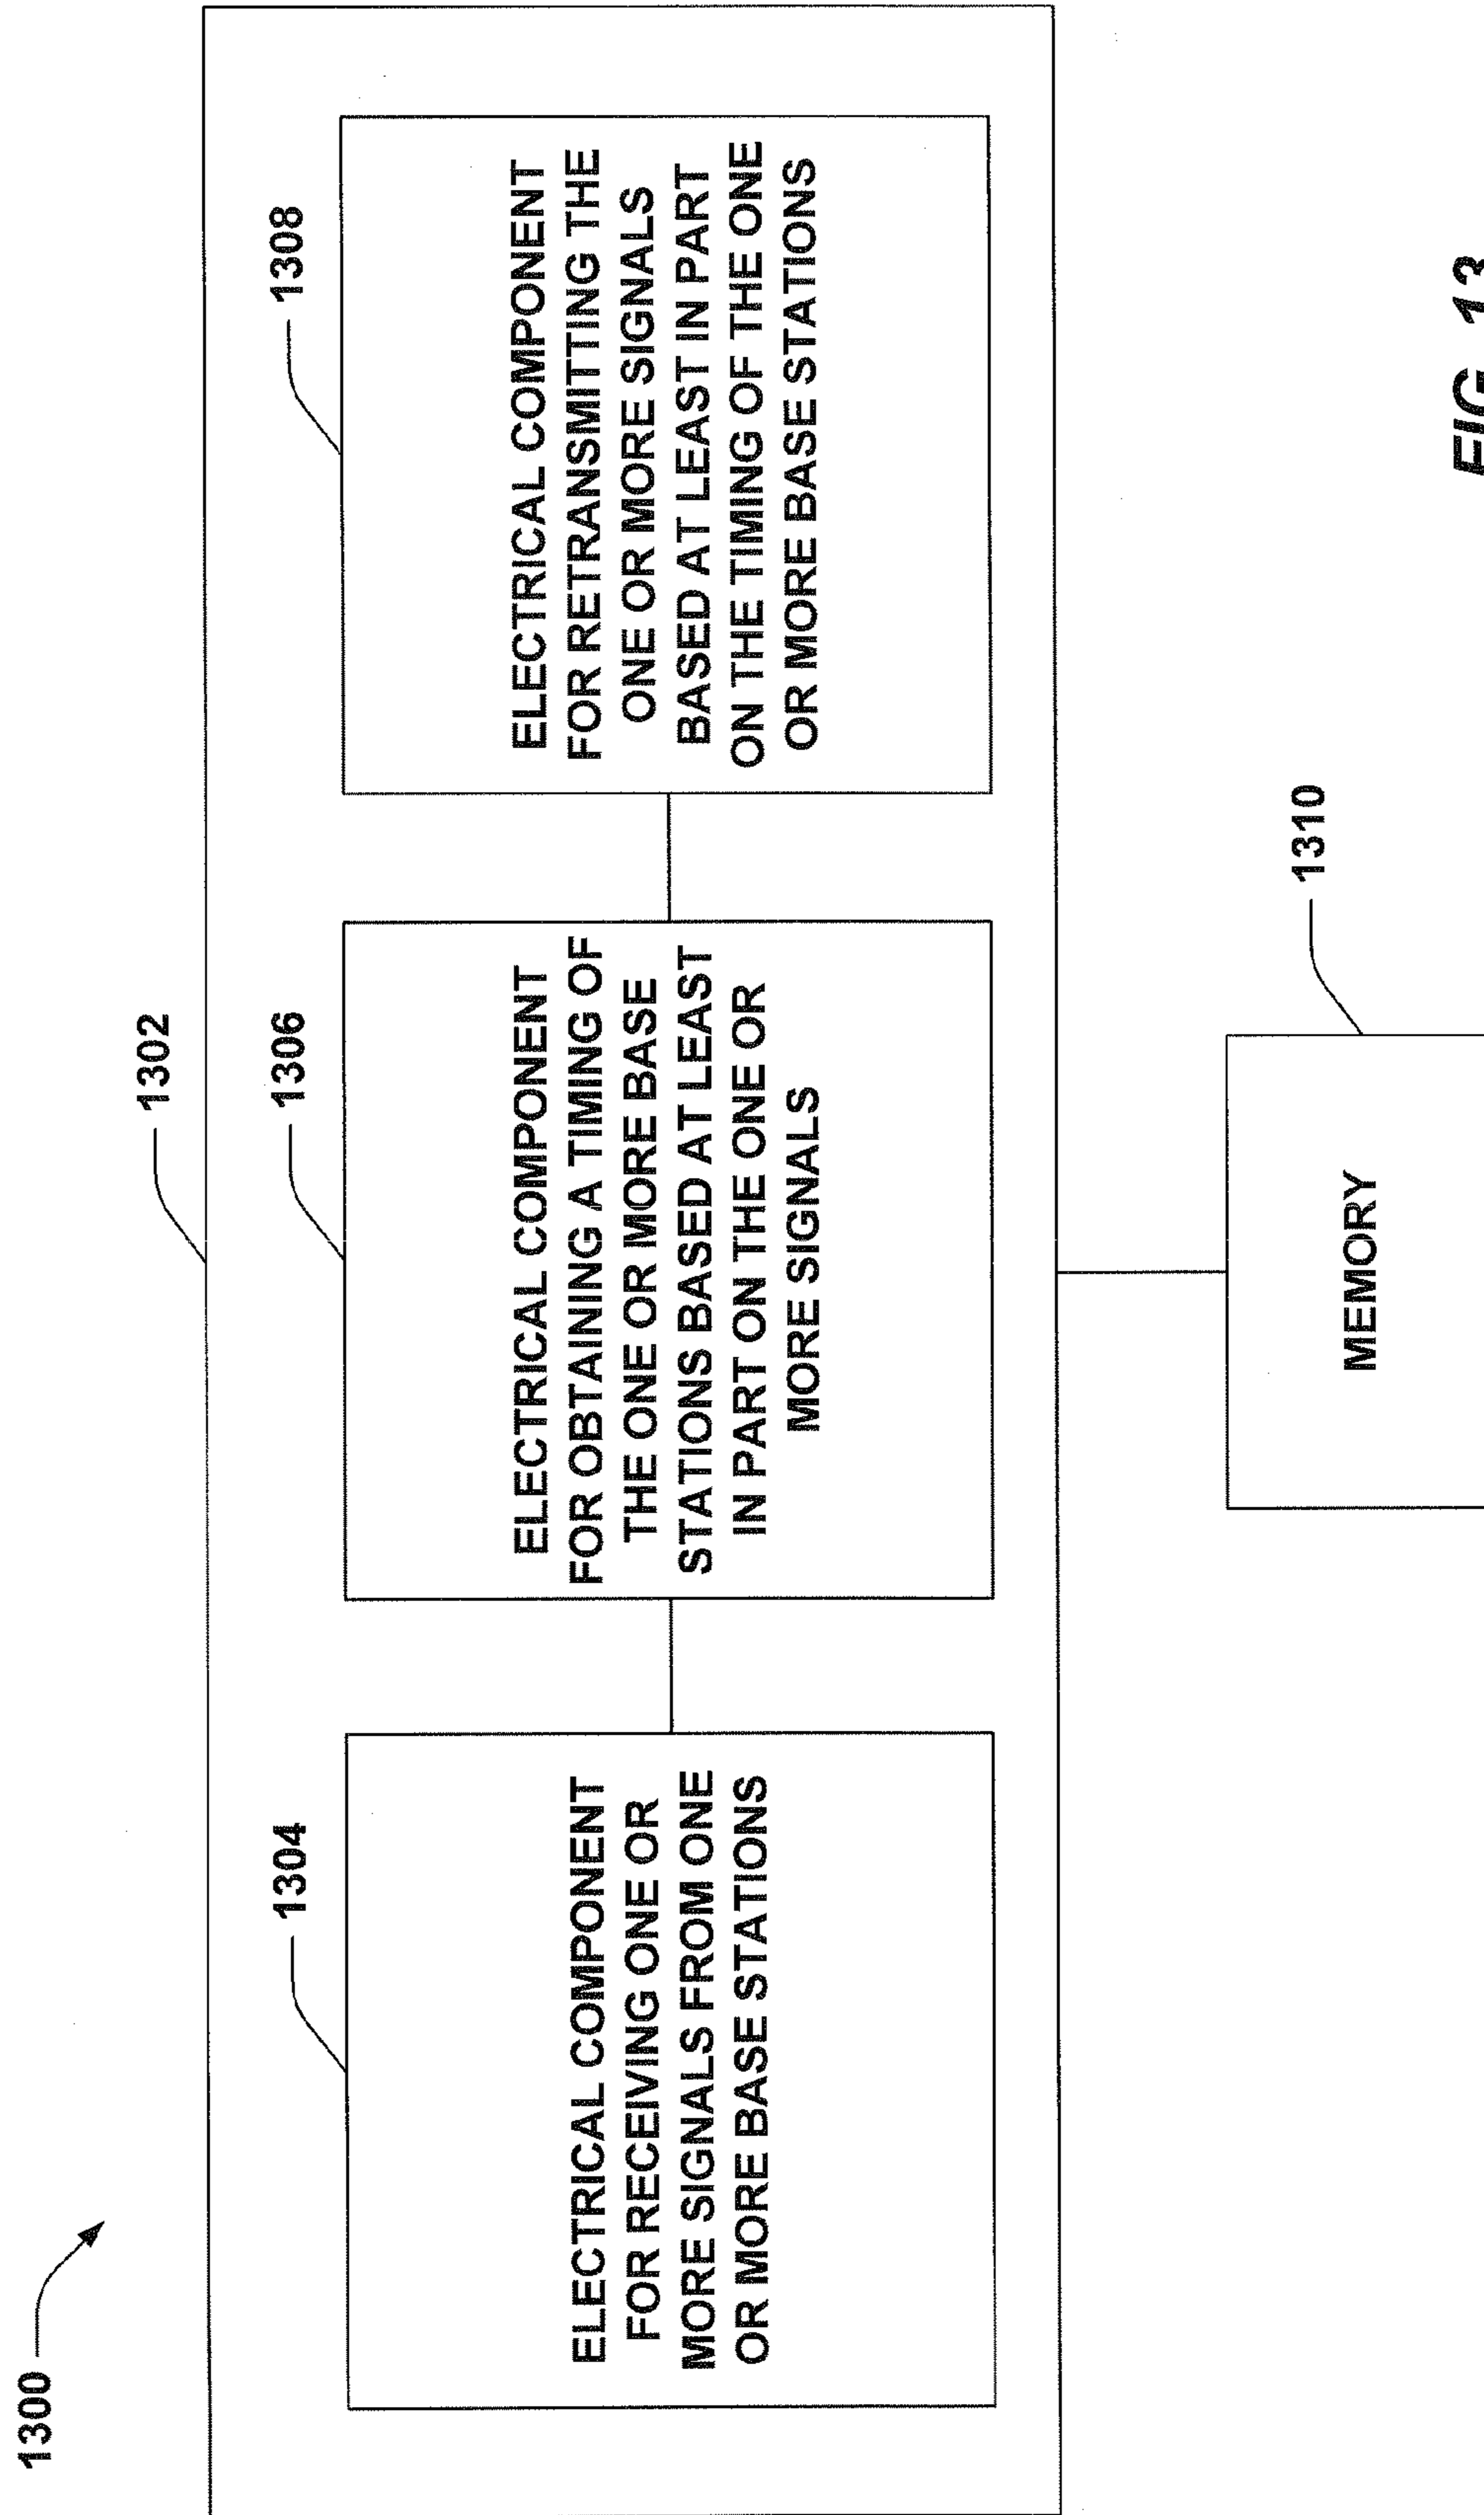 1300
1302
1304
ELECTRICAL COMPONENT
FOR RECEIVING ONE OR
MORE SIGNALS FROM ONE
OR MORE BASE STATIONS
1306
ELECTRICAL COMPONENT
FOR OBTAINING A TIMING OF
THE ONE OR MORE BASE
STATIONS BASED AT LEAST
IN PART ON THE ONE OR
MORE SIGNALS
1308
ELECTRICAL COMPONENT
FOR RETRANSMITTING THE
ONE OR MORE SIGNALS
BASED AT LEAST IN PART
ON THE TIMING OF THE ONE
OR MORE BASE STATIONS
1310
MEMORY
FIG. 13